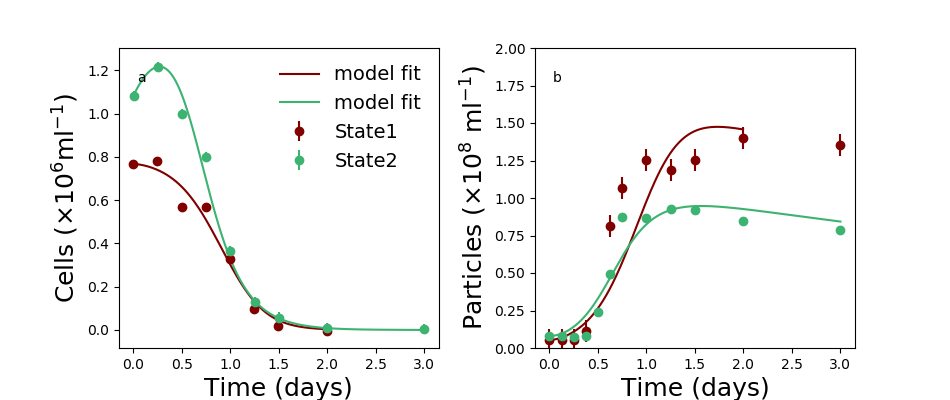 a
model fit
model fit
State1
State2
Cells (×10⁶ml⁻¹)
1.2
1.0
0.8
0.6
0.4
0.2
0.0
0.0 0.5 1.0 1.5 2.0 2.5 3.0
Time (days)
b
Particles (×10⁸ ml⁻¹)
2.00
1.75
1.50
1.25
1.00
0.75
0.50
0.25
0.00
0.0 0.5 1.0 1.5 2.0 2.5 3.0
Time (days)